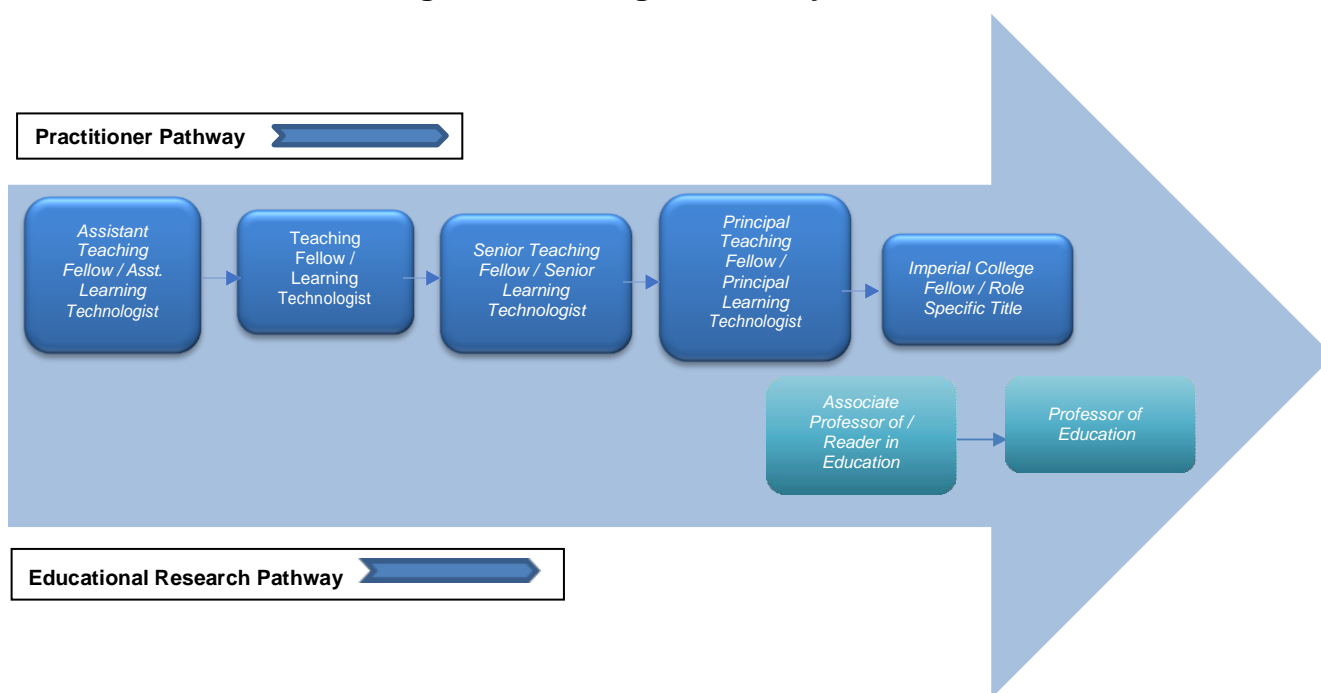 Practitioner Pathway
Assistant
Teaching
Fellow / Asst.
Learning
Technologist
Teaching
Fellow /
Learning
Technologist
Senior Teaching
Fellow / Senior
Learning
Technologist
Principal
Teaching
Fellow /
Principal
Learning
Technologist
Imperial College
Fellow / Role
Specific Title
Associate
Professor of /
Reader in
Education
Professor of
Education
Educational Research Pathway